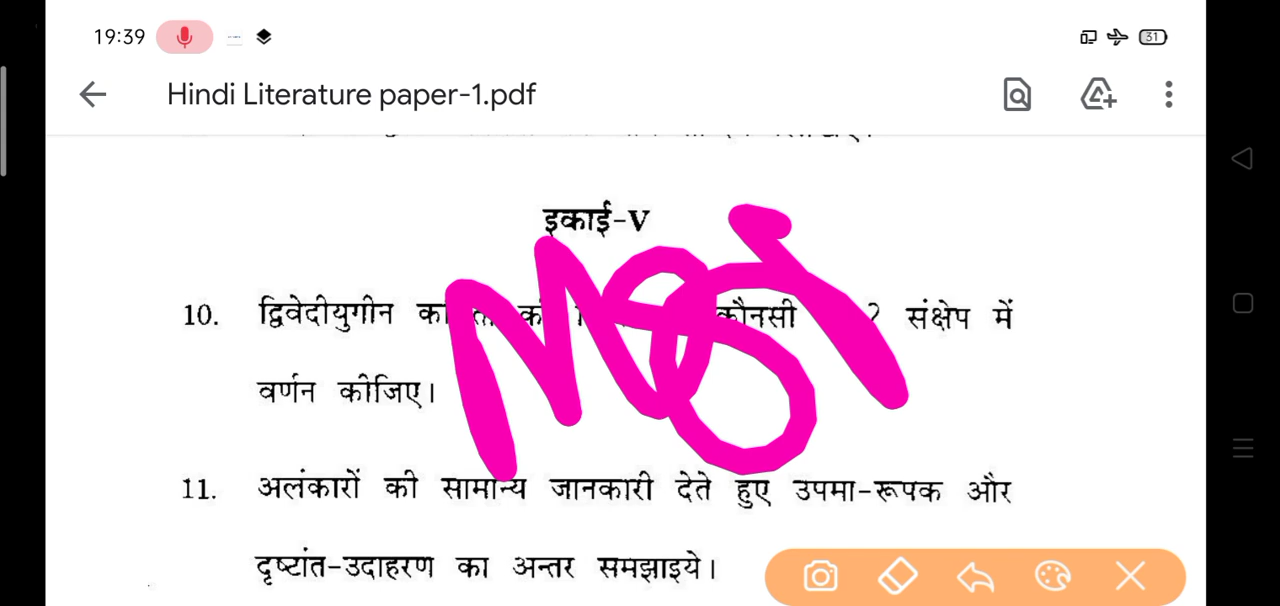 19:39
31
Hindi Literature paper-1.pdf
इकाई-V
10. द्विवेदीयुगीन कौनसी ? संक्षेप में
वर्णन कीजिए।
11. अलंकारों की सामान्य जानकारी देते हुए उपमा-रूपक और
दृष्टांत-उदाहरण का अन्तर समझाइये।